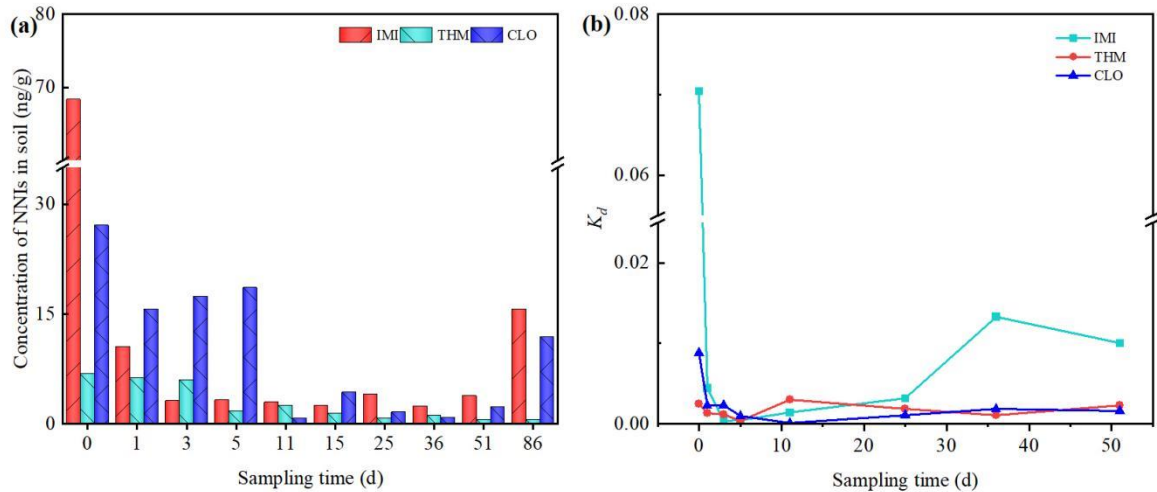 (a)
80
70
30
15
0
Concentration of NNIs in soil (ng/g)
IMI THM CLO
0 1 3 5 11 15 25 36 51 86
Sampling time (d)
(b)
0.08
0.06
0.02
0.00
K_d
IMI
THM
CLO
0 10 20 30 40 50
Sampling time (d)